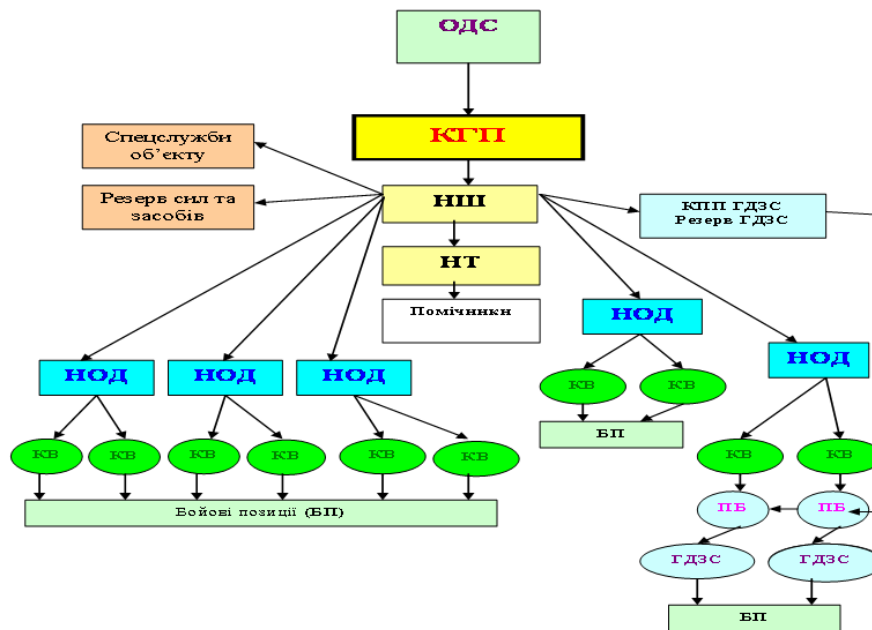 ОДС
КГП
Спецслужби
об’єкту
Резерв сил та
засобів
НШ
КПП ГДЗС
Резерв ГДЗС
НТ
Помічники
НОД
НОД
НОД
НОД
НОД
КВ
КВ
БП
КВ
КВ
КВ
КВ
КВ
КВ
КВ
КВ
Бойові позиції (БП)
ПБ
ПБ
ГДЗС
ГДЗС
БП